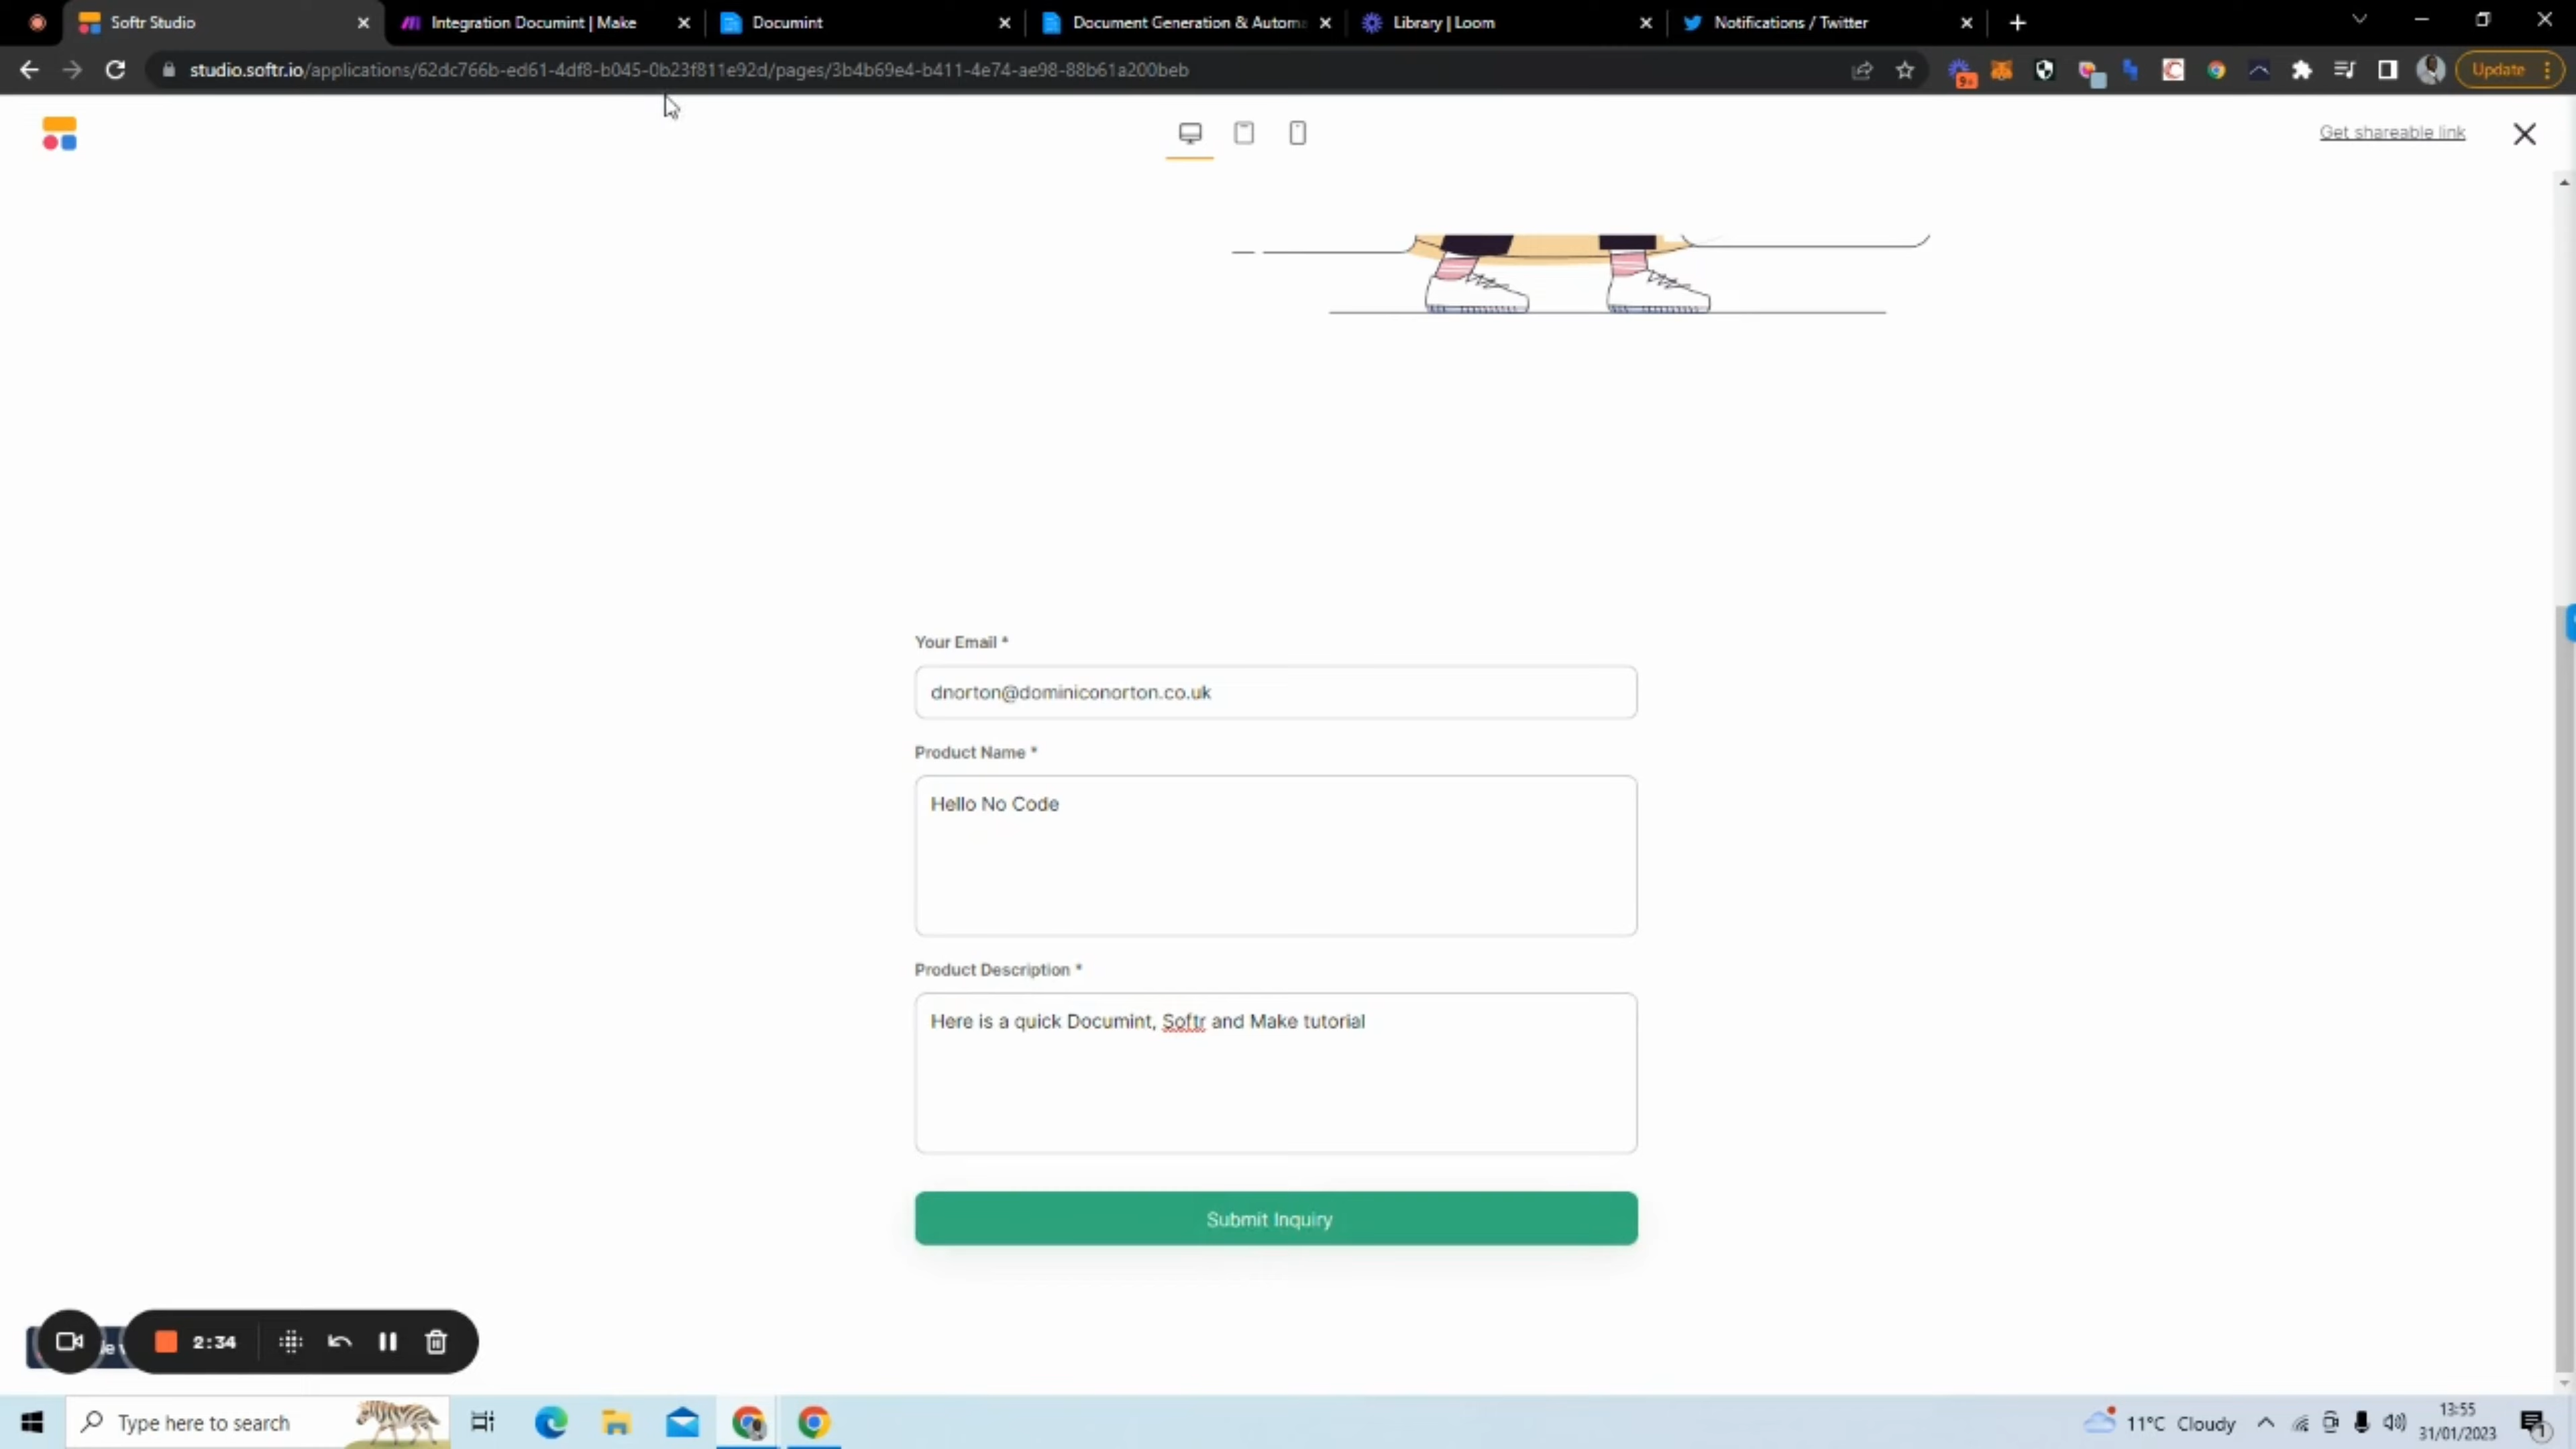 Softr Studio
Integration Documint | Make
Documint
Document Generation & Autom
Library | Loom
Notifications / Twitter
studio.softr.io/applications/62dc766b-ed61-4df8-b045-0b23f811e92d/pages/3b4b69e4-b411-4e74-ae98-88b61a200beb
9+
Update
Get shareable link
Your Email *
dnorton@dominiconorton.co.uk
Product Name *
Hello No Code
Product Description *
Here is a quick Documint, Softr and Make tutorial
Submit Inquiry
2:34
Type here to search
11°C Cloudy
13:55
31/01/2023
1